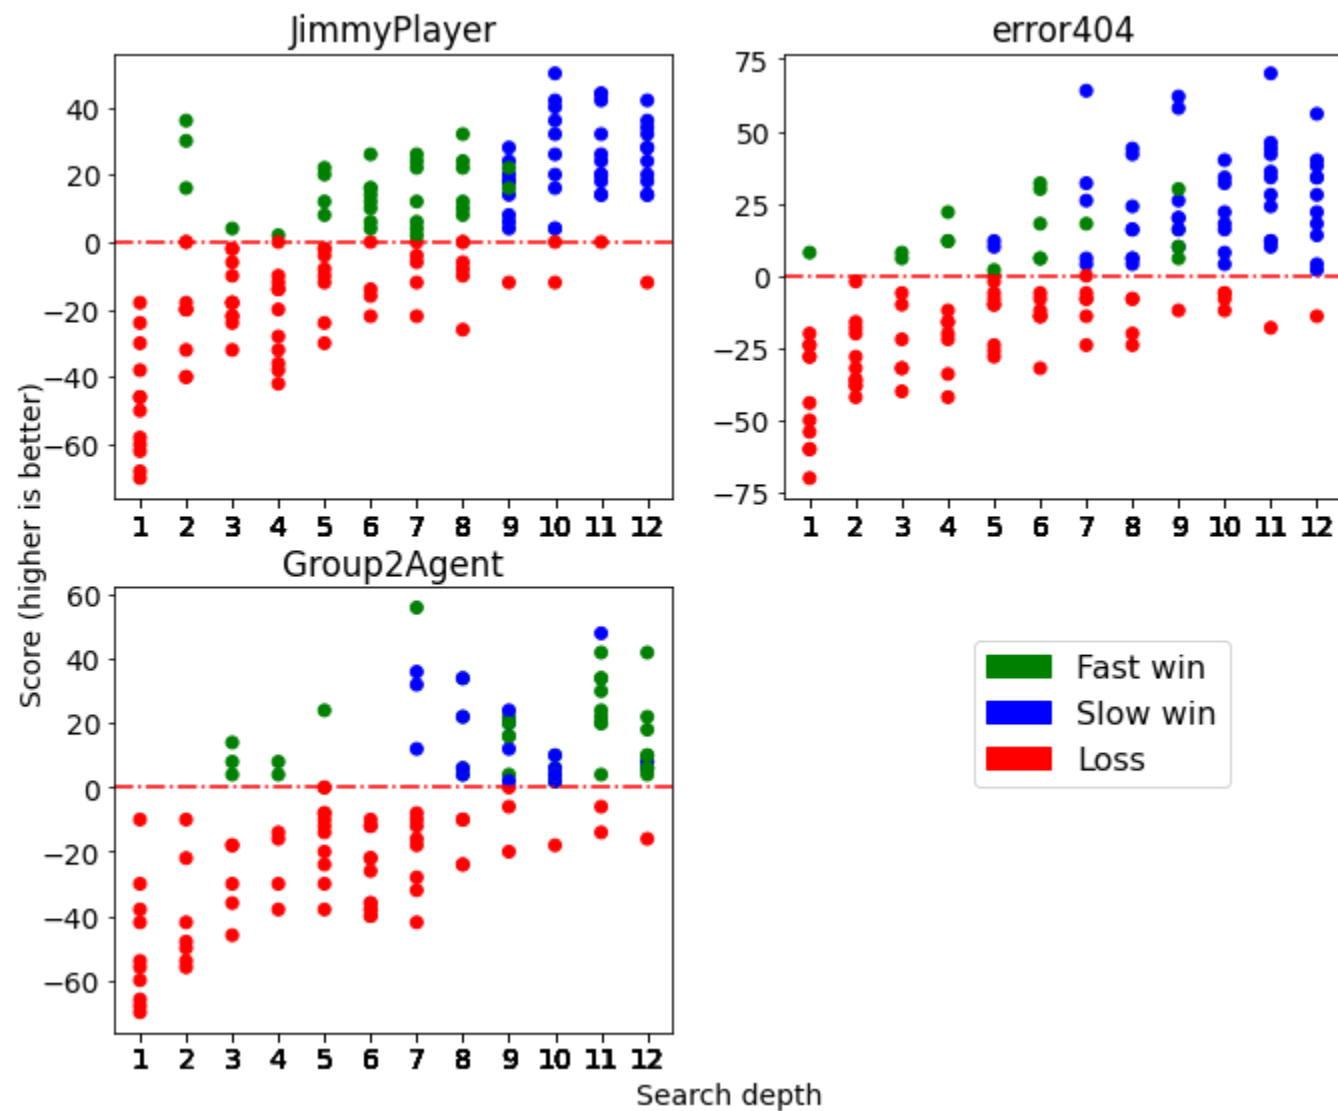 JimmyPlayer
40
20
0
−20
−40
−60
1 2 3 4 5 6 7 8 9 10 11 12
error404
75
50
25
0
−25
−50
−75
1 2 3 4 5 6 7 8 9 10 11 12
Score (higher is better)
Group2Agent
60
40
20
0
−20
−40
−60
1 2 3 4 5 6 7 8 9 10 11 12
Fast win
Slow win
Loss
Search depth